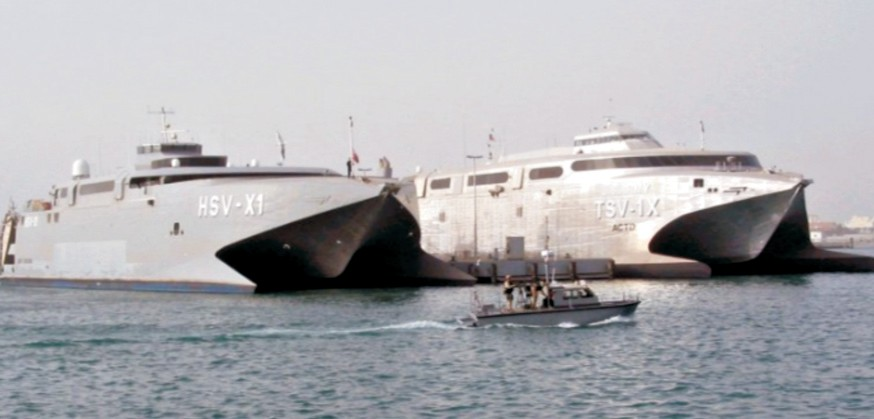 HSV-X1
TSV-1X
ACTD